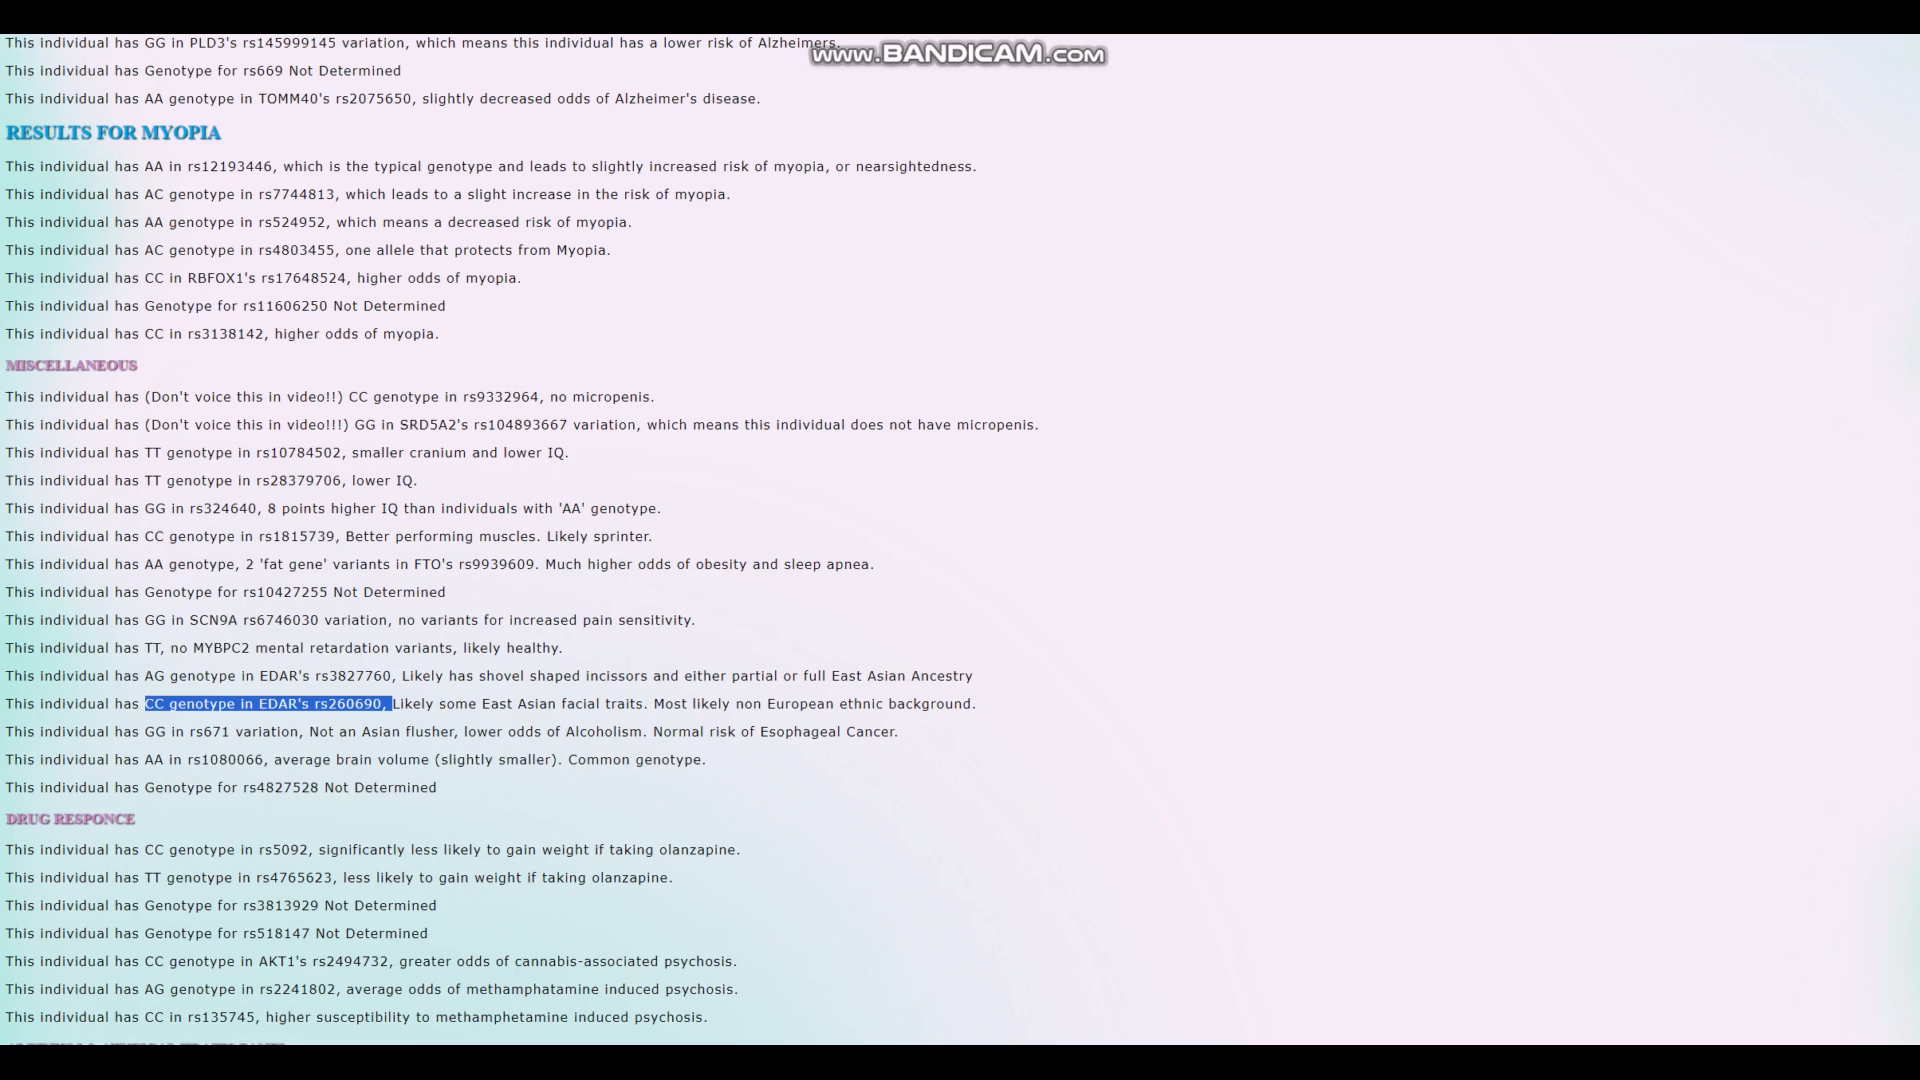 This individual has GG in PLD3's rs145999145 variation, which means this individual has a lower risk of Alzheimers.
www.BANDICAM.com
This individual has Genotype for rs669 Not Determined
This individual has AA genotype in TOMM40's rs2075650, slightly decreased odds of Alzheimer's disease.
RESULTS FOR MYOPIA
This individual has AA in rs12193446, which is the typical genotype and leads to slightly increased risk of myopia, or nearsightedness.
This individual has AC genotype in rs7744813, which leads to a slight increase in the risk of myopia.
This individual has AA genotype in rs524952, which means a decreased risk of myopia.
This individual has AC genotype in rs4803455, one allele that protects from Myopia.
This individual has CC in RBFOX1's rs17648524, higher odds of myopia.
This individual has Genotype for rs11606250 Not Determined
This individual has CC in rs3138142, higher odds of myopia.
MISCELLANEOUS
This individual has (Don't voice this in video!!) CC genotype in rs9332964, no micropenis.
This individual has (Don't voice this in video!!!) GG in SRD5A2's rs104893667 variation, which means this individual does not have micropenis.
This individual has TT genotype in rs10784502, smaller cranium and lower IQ.
This individual has TT genotype in rs28379706, lower IQ.
This individual has GG in rs324640, 8 points higher IQ than individuals with 'AA' genotype.
This individual has CC genotype in rs1815739, Better performing muscles. Likely sprinter.
This individual has AA genotype, 2 'fat gene' variants in FTO's rs9939609. Much higher odds of obesity and sleep apnea.
This individual has Genotype for rs10427255 Not Determined
This individual has GG in SCN9A rs6746030 variation, no variants for increased pain sensitivity.
This individual has TT, no MYBPC2 mental retardation variants, likely healthy.
This individual has AG genotype in EDAR's rs3827760, Likely has shovel shaped incissors and either partial or full East Asian Ancestry
This individual has CC genotype in EDAR's rs260690, Likely some East Asian facial traits. Most likely non European ethnic background.
This individual has GG in rs671 variation, Not an Asian flusher, lower odds of Alcoholism. Normal risk of Esophageal Cancer.
This individual has AA in rs1080066, average brain volume (slightly smaller). Common genotype.
This individual has Genotype for rs4827528 Not Determined
DRUG RESPONCE
This individual has CC genotype in rs5092, significantly less likely to gain weight if taking olanzapine.
This individual has TT genotype in rs4765623, less likely to gain weight if taking olanzapine.
This individual has Genotype for rs3813929 Not Determined
This individual has Genotype for rs518147 Not Determined
This individual has CC genotype in AKT1's rs2494732, greater odds of cannabis-associated psychosis.
This individual has AG genotype in rs2241802, average odds of methamphatamine induced psychosis.
This individual has CC in rs135745, higher susceptibility to methamphetamine induced psychosis.